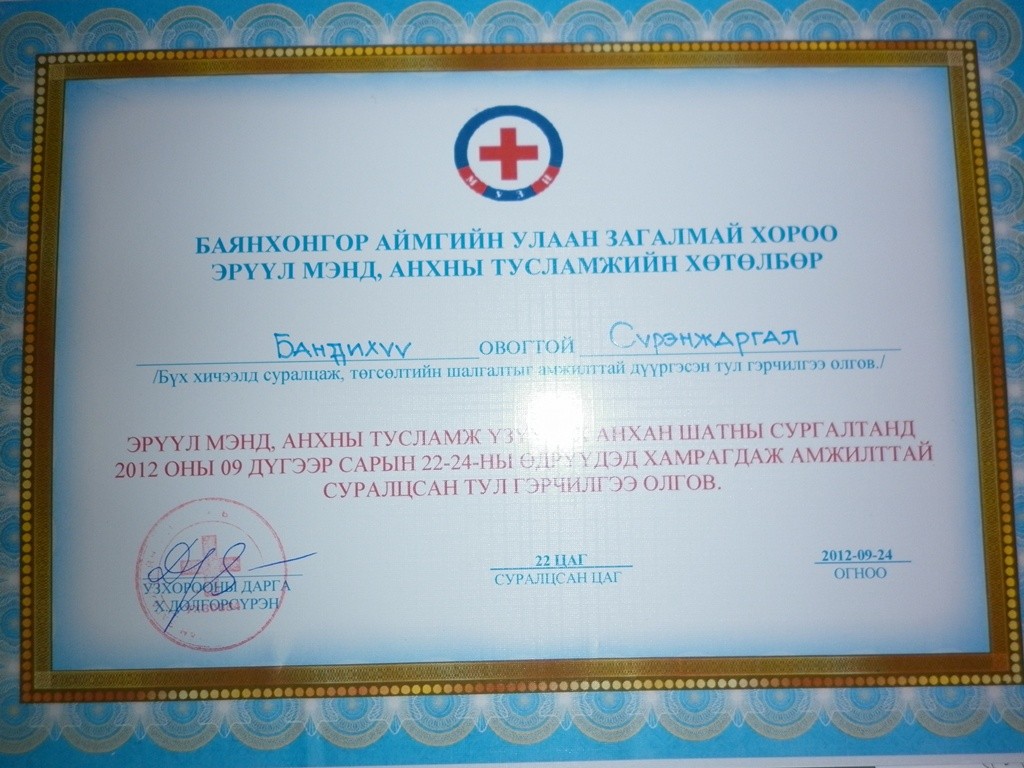 М У З Н
БАЯНХОНГОР АЙМГИЙН УЛААН ЗАГАЛМАЙ ХОРОО
ЭРҮҮЛ МЭНД, АНХНЫ ТУСЛАМЖИЙН ХӨТӨЛБӨР
Бандихүү ОВОГТОЙ Сүрэнжаргал
/Бүх хичээлд суралцаж, төгсөлтийн шалгалтыг амжилттай дүүргэсэн тул гэрчилгээ олгов./
ЭРҮҮЛ МЭНД, АНХНЫ ТУСЛАМЖ АНХАН ШАТНЫ СУРГАЛТАНД
2012 ОНЫ 09 ДҮГЭЭР САРЫН 22-24-НЫ ӨДРҮҮДЭД ХАМРАГДАЖ АМЖИЛТТАЙ
СУРАЛЦСАН ТУЛ ГЭРЧИЛГЭЭ ОЛГОВ.
УЗХОРООНЫ ДАРГА
Х.ДОЛГОРСҮРЭН
22 ЦАГ
СУРАЛЦСАН ЦАГ
2012-09-24
ОГНОО